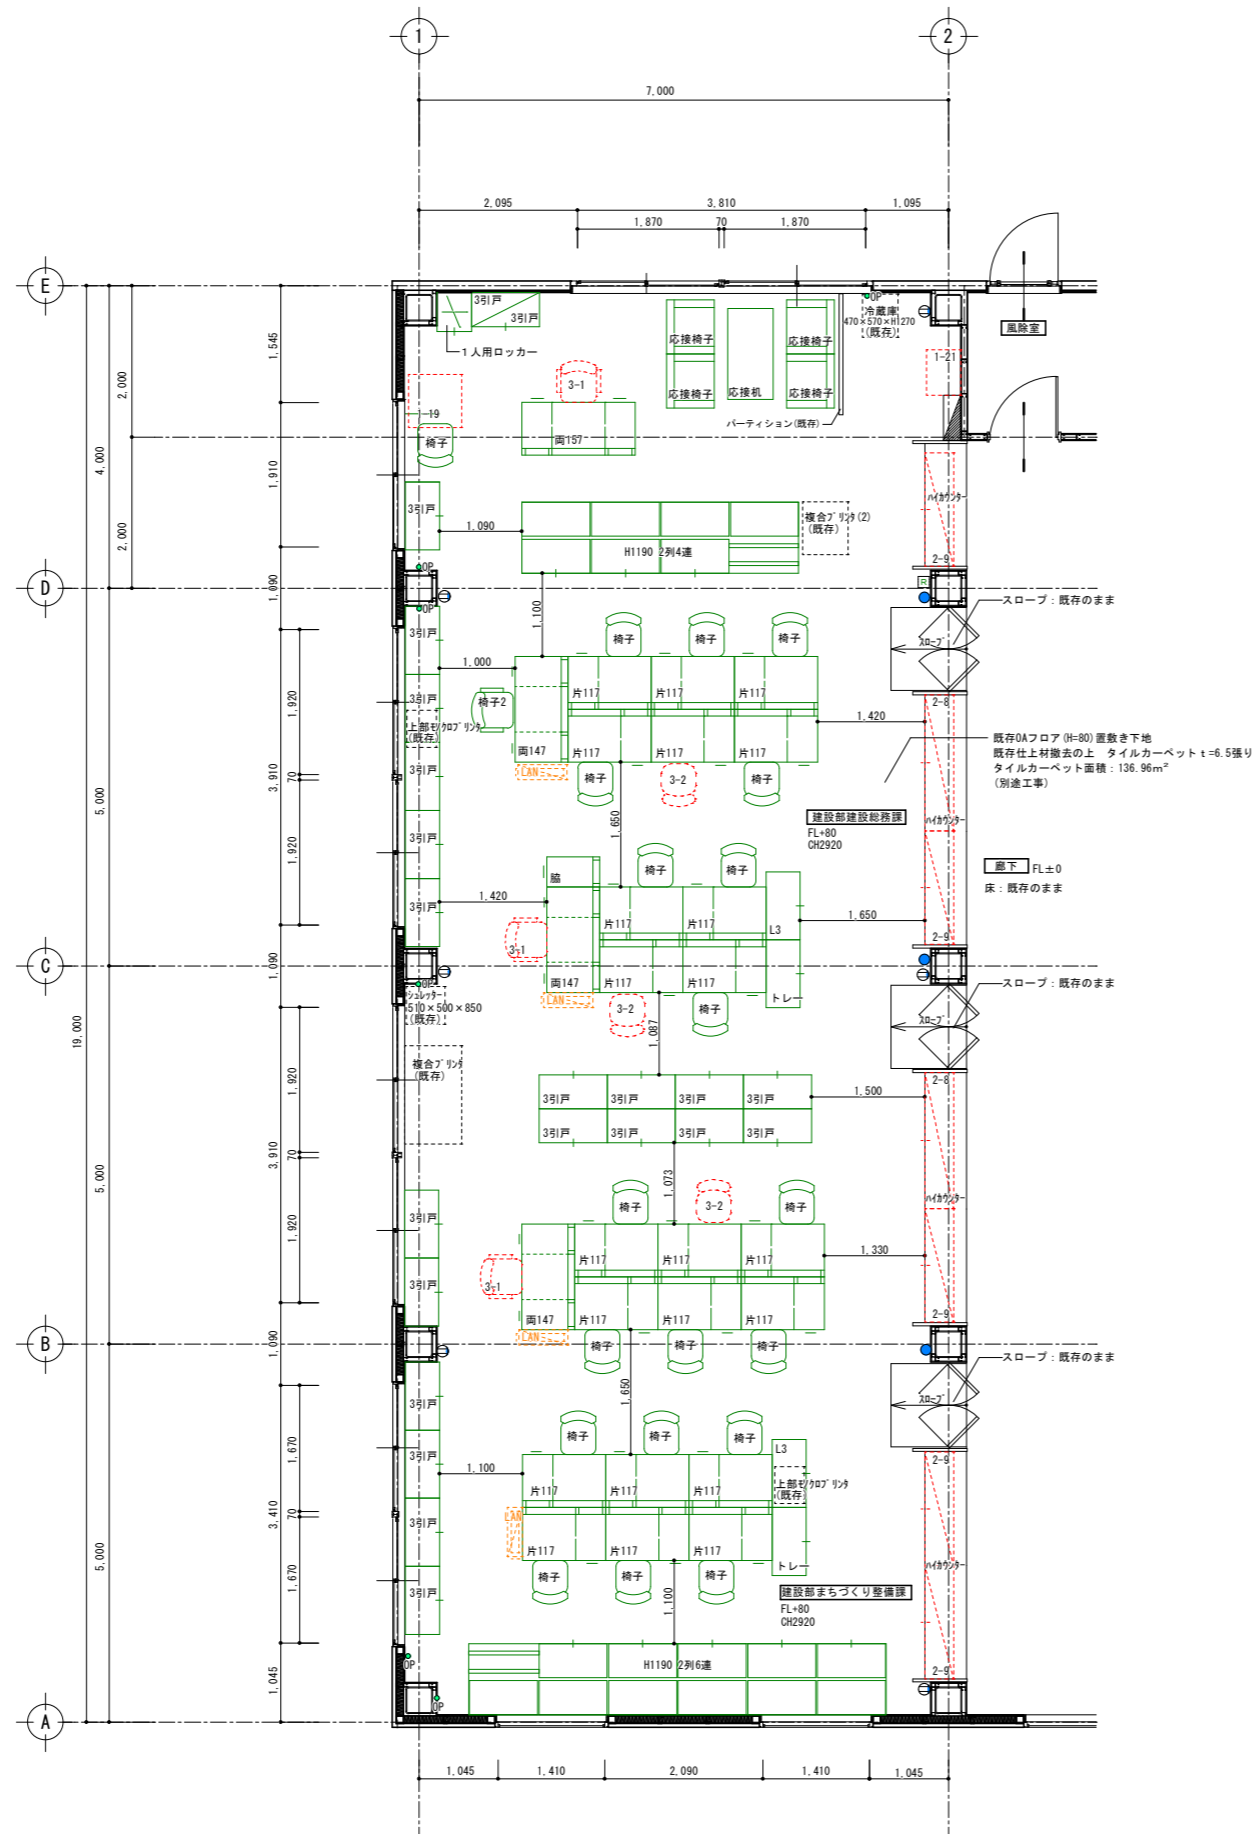 1
2
7,000
2,095
3,810
1,095
1,870
70
1,870
E
OP
冷蔵庫
470×570×H1270
(既存)
風除室
3引戸
3引戸
1人用ロッカー
応接椅子
応接椅子
応接机
応接椅子
応接椅子
パーティション(既存)
1-21
1,545
2,000
3-1
1-19
椅子
両157
4,000
1,910
2,000
3引戸
1,090
複合プリンタ(2)
(既存)
H1190 2列4連
ハイカウンター
2-9
OP
R
D
1,090
OP
1,100
スロープ：既存のまま
スロープ
3引戸
椅子
椅子
椅子
1,000
3引戸
椅子2
片117
片117
片117
上部モノクロプリンタ
(既存)
両147
片117
片117
片117
LAN
椅子
3-2
椅子
1,420
2-8
既存OAフロア(H=80)置敷き下地
既存仕上材撤去の上　タイルカーペットt=6.5張り
タイルカーペット面積：136.96m²
(別途工事)
1,920
3,910
70
1,920
5,000
1,650
建設部建設総務課
FL+80
CH2920
ハイカウンター
廊下
FL±0
床：既存のまま
3引戸
3引戸
脇
椅子
椅子
1,420
片117
片117
L3
1,650
3-1
両147
片117
片117
トレー
LAN
3-2
椅子
2-9
C
1,090
OP
シュレッター
510×500×850
(既存)
1,087
スロープ：既存のまま
スロープ
19,000
複合プリンタ
(既存)
3引戸
3引戸
3引戸
3引戸
3引戸
3引戸
3引戸
3引戸
1,500
2-8
1,920
3,910
70
1,920
5,000
1,073
3引戸
椅子
3-2
椅子
ハイカウンター
3-1
片117
片117
片117
1,330
3引戸
両147
片117
片117
片117
LAN
椅子
椅子
椅子
2-9
B
1,090
1,650
スロープ：既存のまま
スロープ
3引戸
3引戸
椅子
椅子
椅子
L3
2-9
1,100
片117
片117
片117
上部モノクロプリンタ
(既存)
3引戸
LAN
片117
片117
片117
トレー
3引戸
椅子
椅子
椅子
ハイカウンター
1,670
3,410
70
1,670
5,000
1,100
建設部まちづくり整備課
FL+80
CH2920
1,045
OP
H1190 2列6連
2-9
OP
A
1,045
1,410
2,090
1,410
1,045